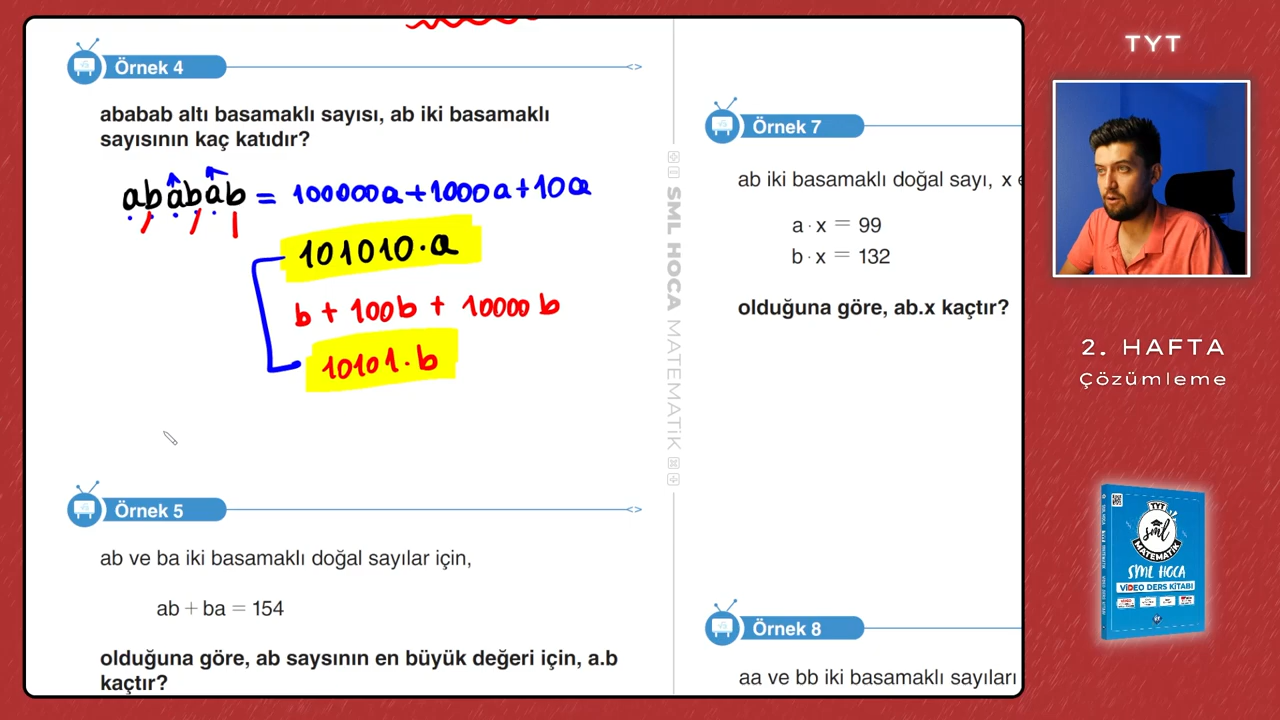 Örnek 4
ababab altı basamaklı sayısı, ab iki basamaklı
sayısının kaç katıdır?
ababab = 100000a+1000a+10a
101010·a
b + 100b + 10000b
10101·b
Örnek 5
ab ve ba iki basamaklı doğal sayılar için,
ab + ba = 154
olduğuna göre, ab saysının en büyük değeri için, a.b
kaçtır?
SML HOCA MATEMATİK
Örnek 7
ab iki basamaklı doğal sayı, x
a · x = 99
b · x = 132
olduğuna göre, ab.x kaçtır?
Örnek 8
aa ve bb iki basamaklı sayıları
TYT
2. HAFTA
Çözümleme
TYT
sml
MATEMATİK
SML HOCA
VİDEO DERS KİTABI